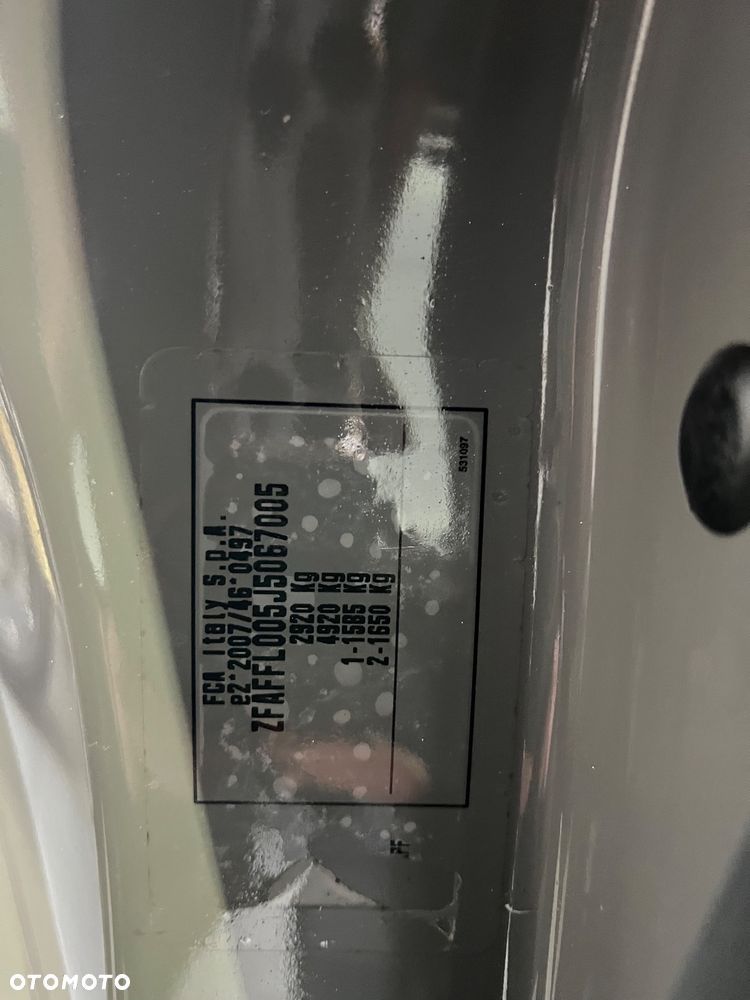 FCA Italy S.p.A.
e2*2007/46*0497
ZFAFFL005J5067005
2920 Kg
4920 Kg
1-1585 Kg
2-1650 Kg
531097
PF
OTOMOTO